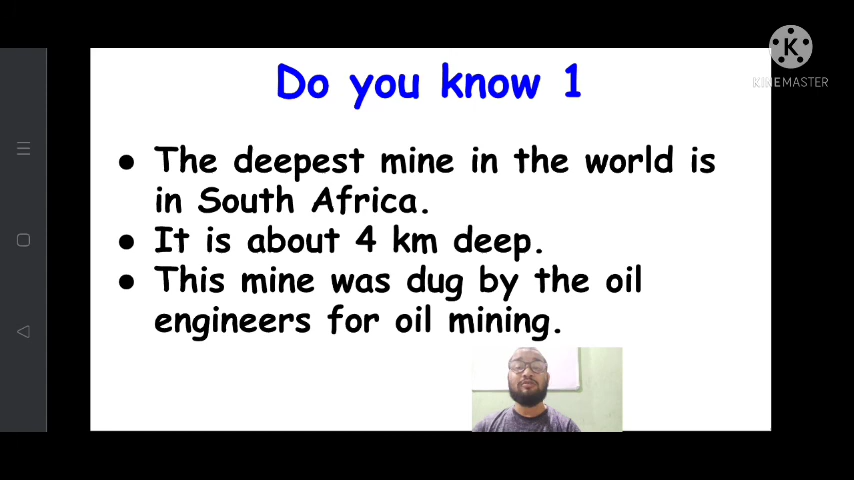 Do you know 1
KINEMASTER
● The deepest mine in the world is
in South Africa.
● It is about 4 km deep.
● This mine was dug by the oil
engineers for oil mining.